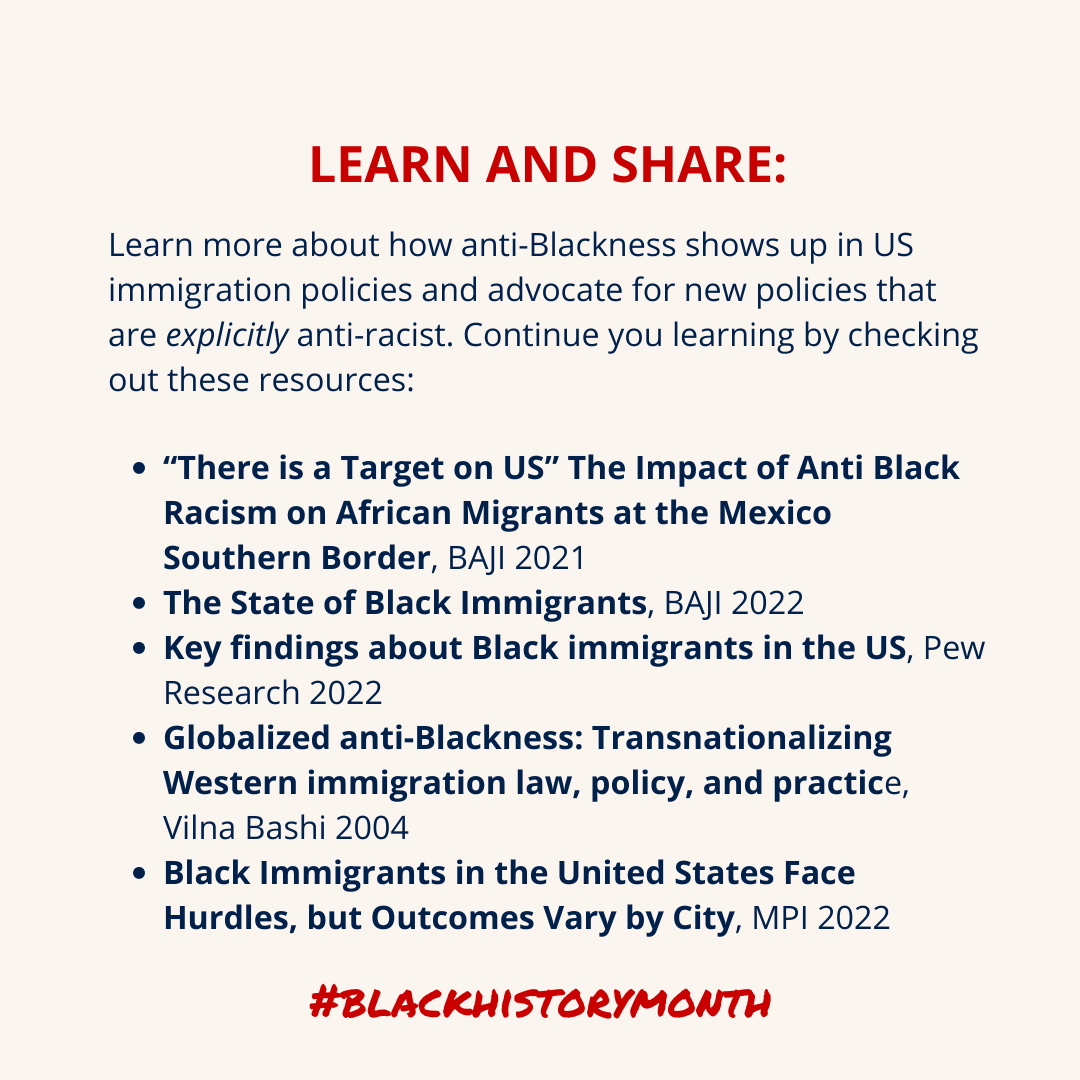 LEARN AND SHARE:
Learn more about how anti-Blackness shows up in US
immigration policies and advocate for new policies that
are explicitly anti-racist. Continue you learning by checking
out these resources:
• “There is a Target on US” The Impact of Anti Black
Racism on African Migrants at the Mexico
Southern Border, BAJI 2021
• The State of Black Immigrants, BAJI 2022
• Key findings about Black immigrants in the US, Pew
Research 2022
• Globalized anti-Blackness: Transnationalizing
Western immigration law, policy, and practice,
Vilna Bashi 2004
• Black Immigrants in the United States Face
Hurdles, but Outcomes Vary by City, MPI 2022
#BLACKHISTORYMONTH